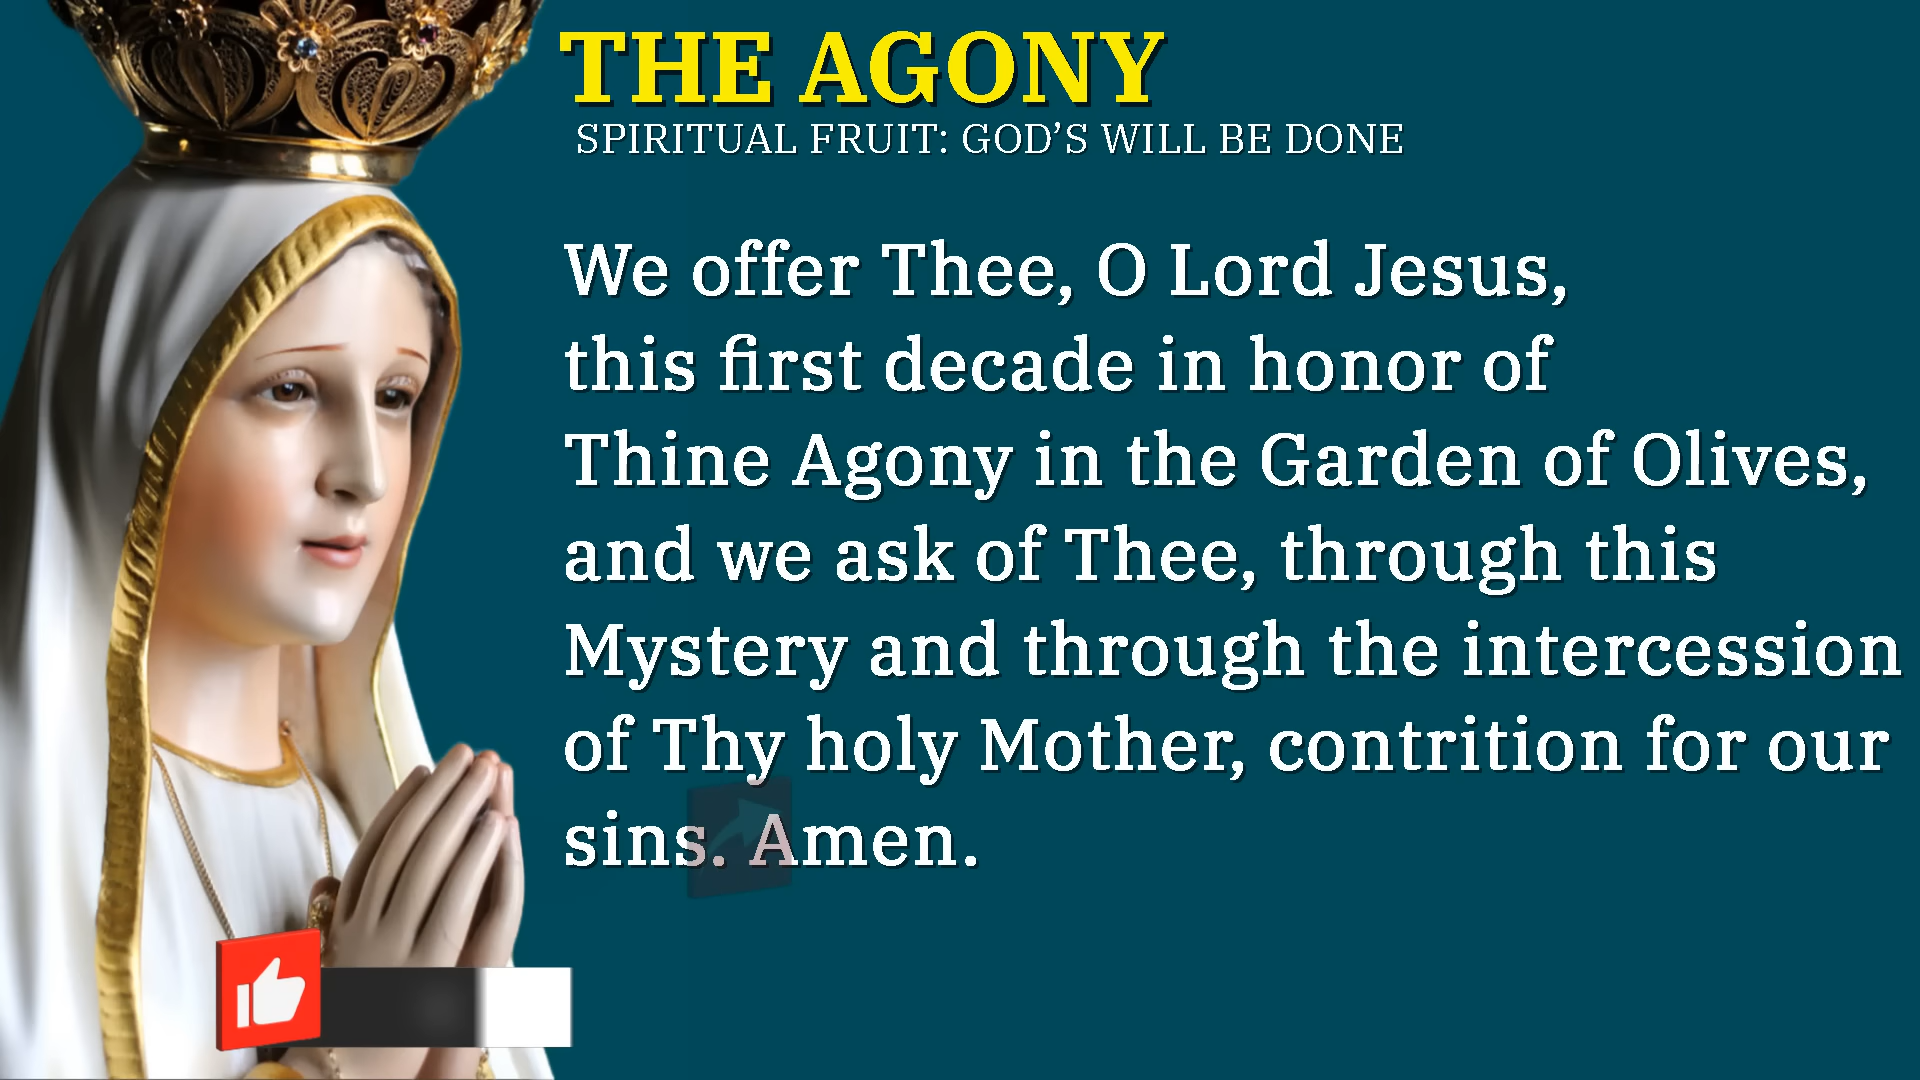 THE AGONY
SPIRITUAL FRUIT: GOD’S WILL BE DONE
We offer Thee, O Lord Jesus,
this first decade in honor of
Thine Agony in the Garden of Olives,
and we ask of Thee, through this
Mystery and through the intercession
of Thy holy Mother, contrition for our
sins. Amen.